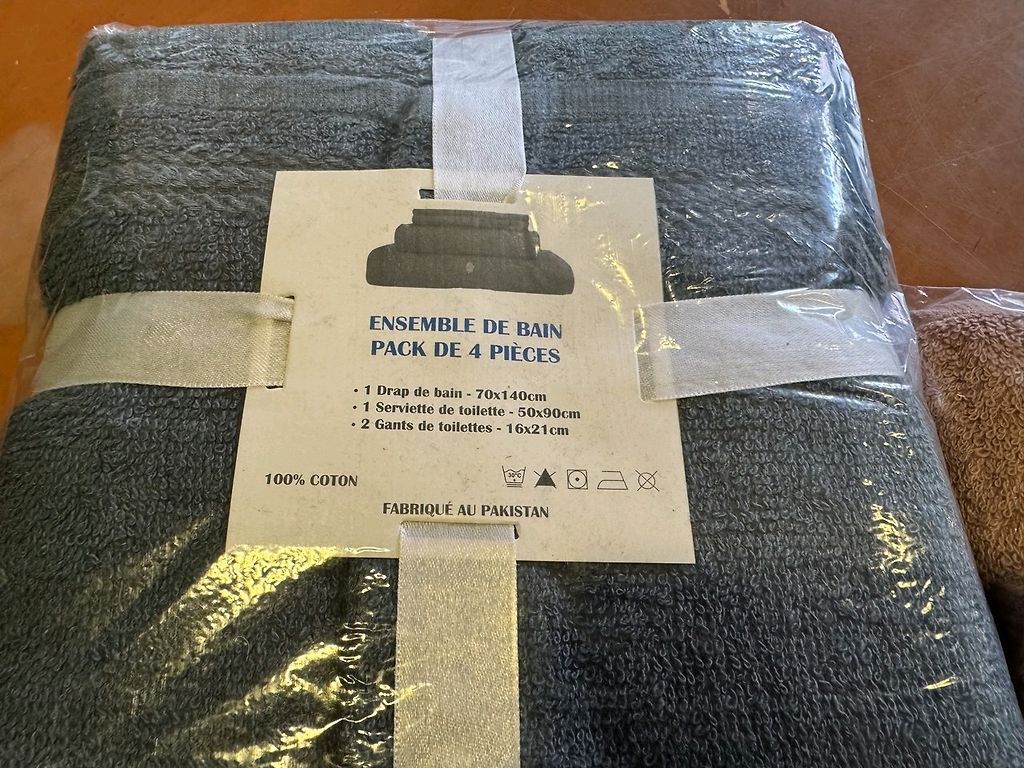 ENSEMBLE DE BAIN
PACK DE 4 PIÈCES
• 1 Drap de bain - 70x140cm
• 1 Serviette de toilette - 50x90cm
• 2 Gants de toilettes - 16x21cm
30°C
100% COTON
FABRIQUÉ AU PAKISTAN